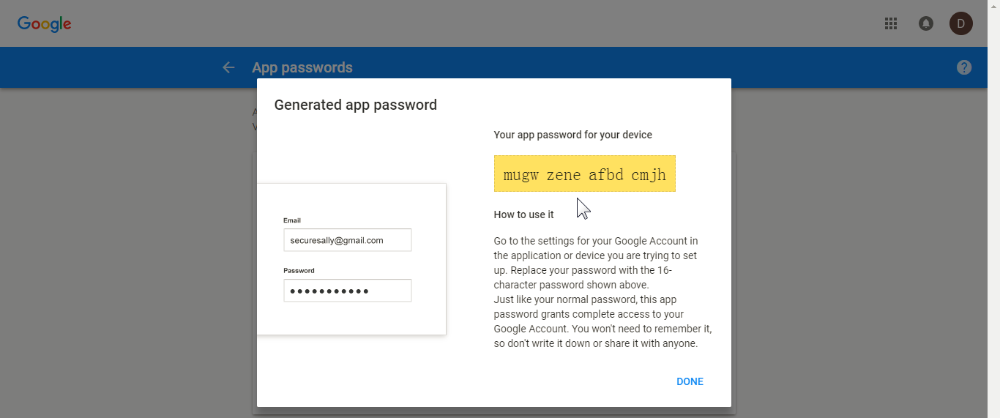 Google
D
App passwords
?
A
V
Generated app password
Your app password for your device
mugw zene afbd cmjh
How to use it
Go to the settings for your Google Account in
the application or device you are trying to set
up. Replace your password with the 16-
character password shown above.
Just like your normal password, this app
password grants complete access to your
Google Account. You won't need to remember it,
so don't write it down or share it with anyone.
Email
securesally@gmail.com
Password
●●●●●●●●●●●
DONE